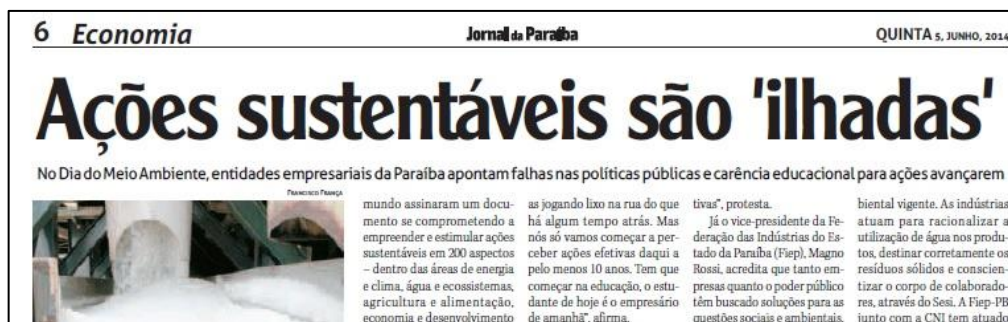 6 Economia
Jornal da Paraíba
QUINTA 5, JUNHO, 2014
Ações sustentáveis são 'ilhadas'
No Dia do Meio Ambiente, entidades empresariais da Paraíba apontam falhas nas políticas públicas e carência educacional para ações avançarem
Francisco França
mundo assinaram um docu-
mento se comprometendo a
empreender e estimular ações
sustentáveis em 200 aspectos
– dentro das áreas de energia
e clima, água e ecossistemas,
agricultura e alimentação,
economia e desenvolvimento
as jogando lixo na rua do que
há algum tempo atrás. Mas
nós só vamos começar a per-
ceber ações efetivas daqui a
pelo menos 10 anos. Tem que
começar na educação, o estu-
dante de hoje é o empresário
de amanhã", afirma.
tivas", protesta.
Já o vice-presidente da Fe-
deração das Indústrias do Es-
tado da Paraíba (Fiep), Magno
Rossi, acredita que tanto em-
presas quanto o poder público
têm buscado soluções para as
questões sociais e ambientais.
biental vigente. As indústrias
atuam para racionalizar a
utilização de água nos produ-
tos, destinar corretamente os
resíduos sólidos e conscien-
tizar o corpo de colaborado-
res, através do Sesi. A Fiep-PB
junto com a CNI tem atuado